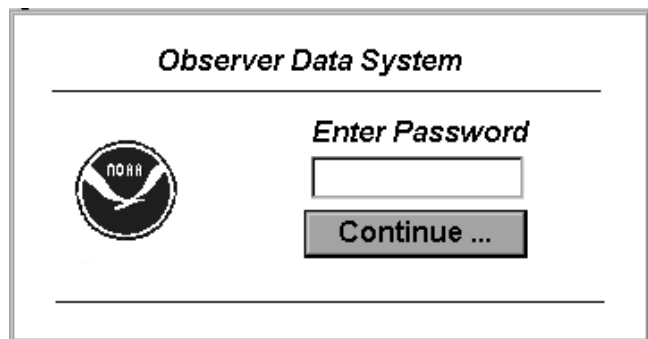 Observer Data System
Enter Password
NOAA
Continue ...